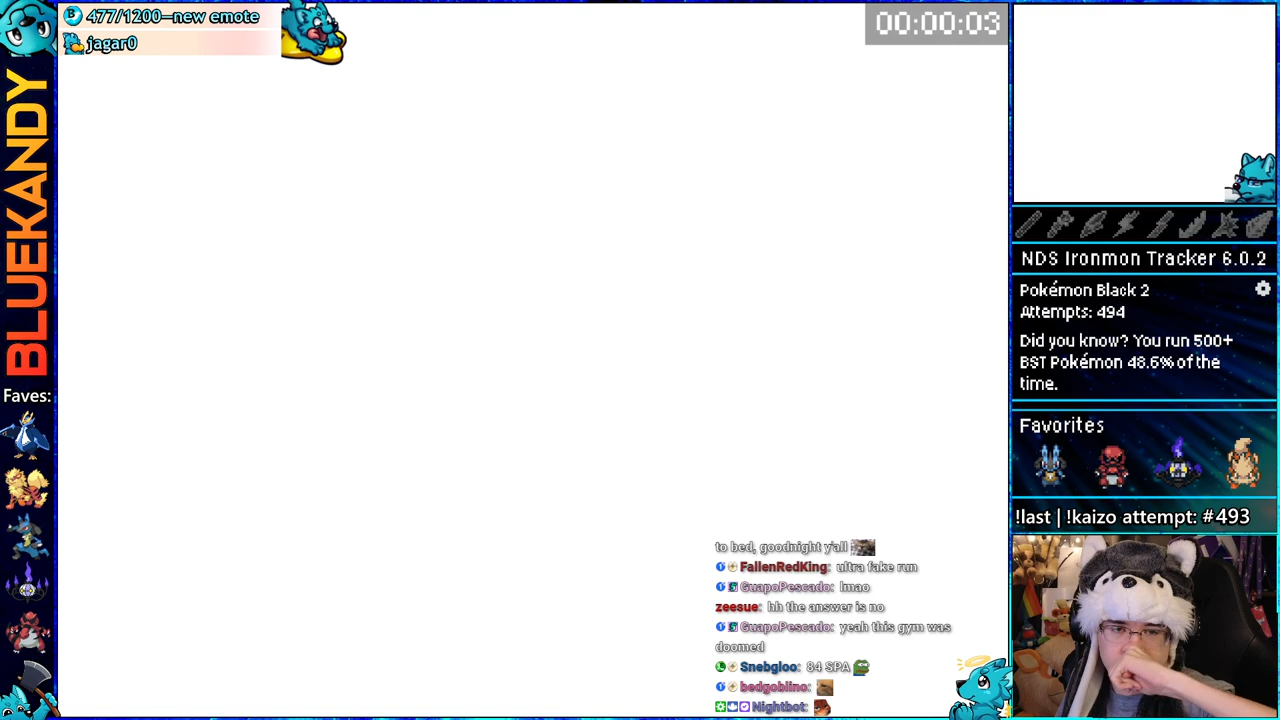 477/1200—new emote
jagar0
00:00:03
BLUEKANDY
Faves:
NDS Ironmon Tracker 6.0.2
Pokémon Black 2
Attempts: 494
Did you know? You run 500+
BST Pokémon 48.6% of the
time.
Favorites
!last | !kaizo attempt: #493
to bed, goodnight y'all
FallenRedKing: ultra fake run
GuapoPescado: lmao
zeesue: hh the answer is no
GuapoPescado: yeah this gym was
doomed
Snebgloo: 84 SPA
bedgoblino:
Nightbot: